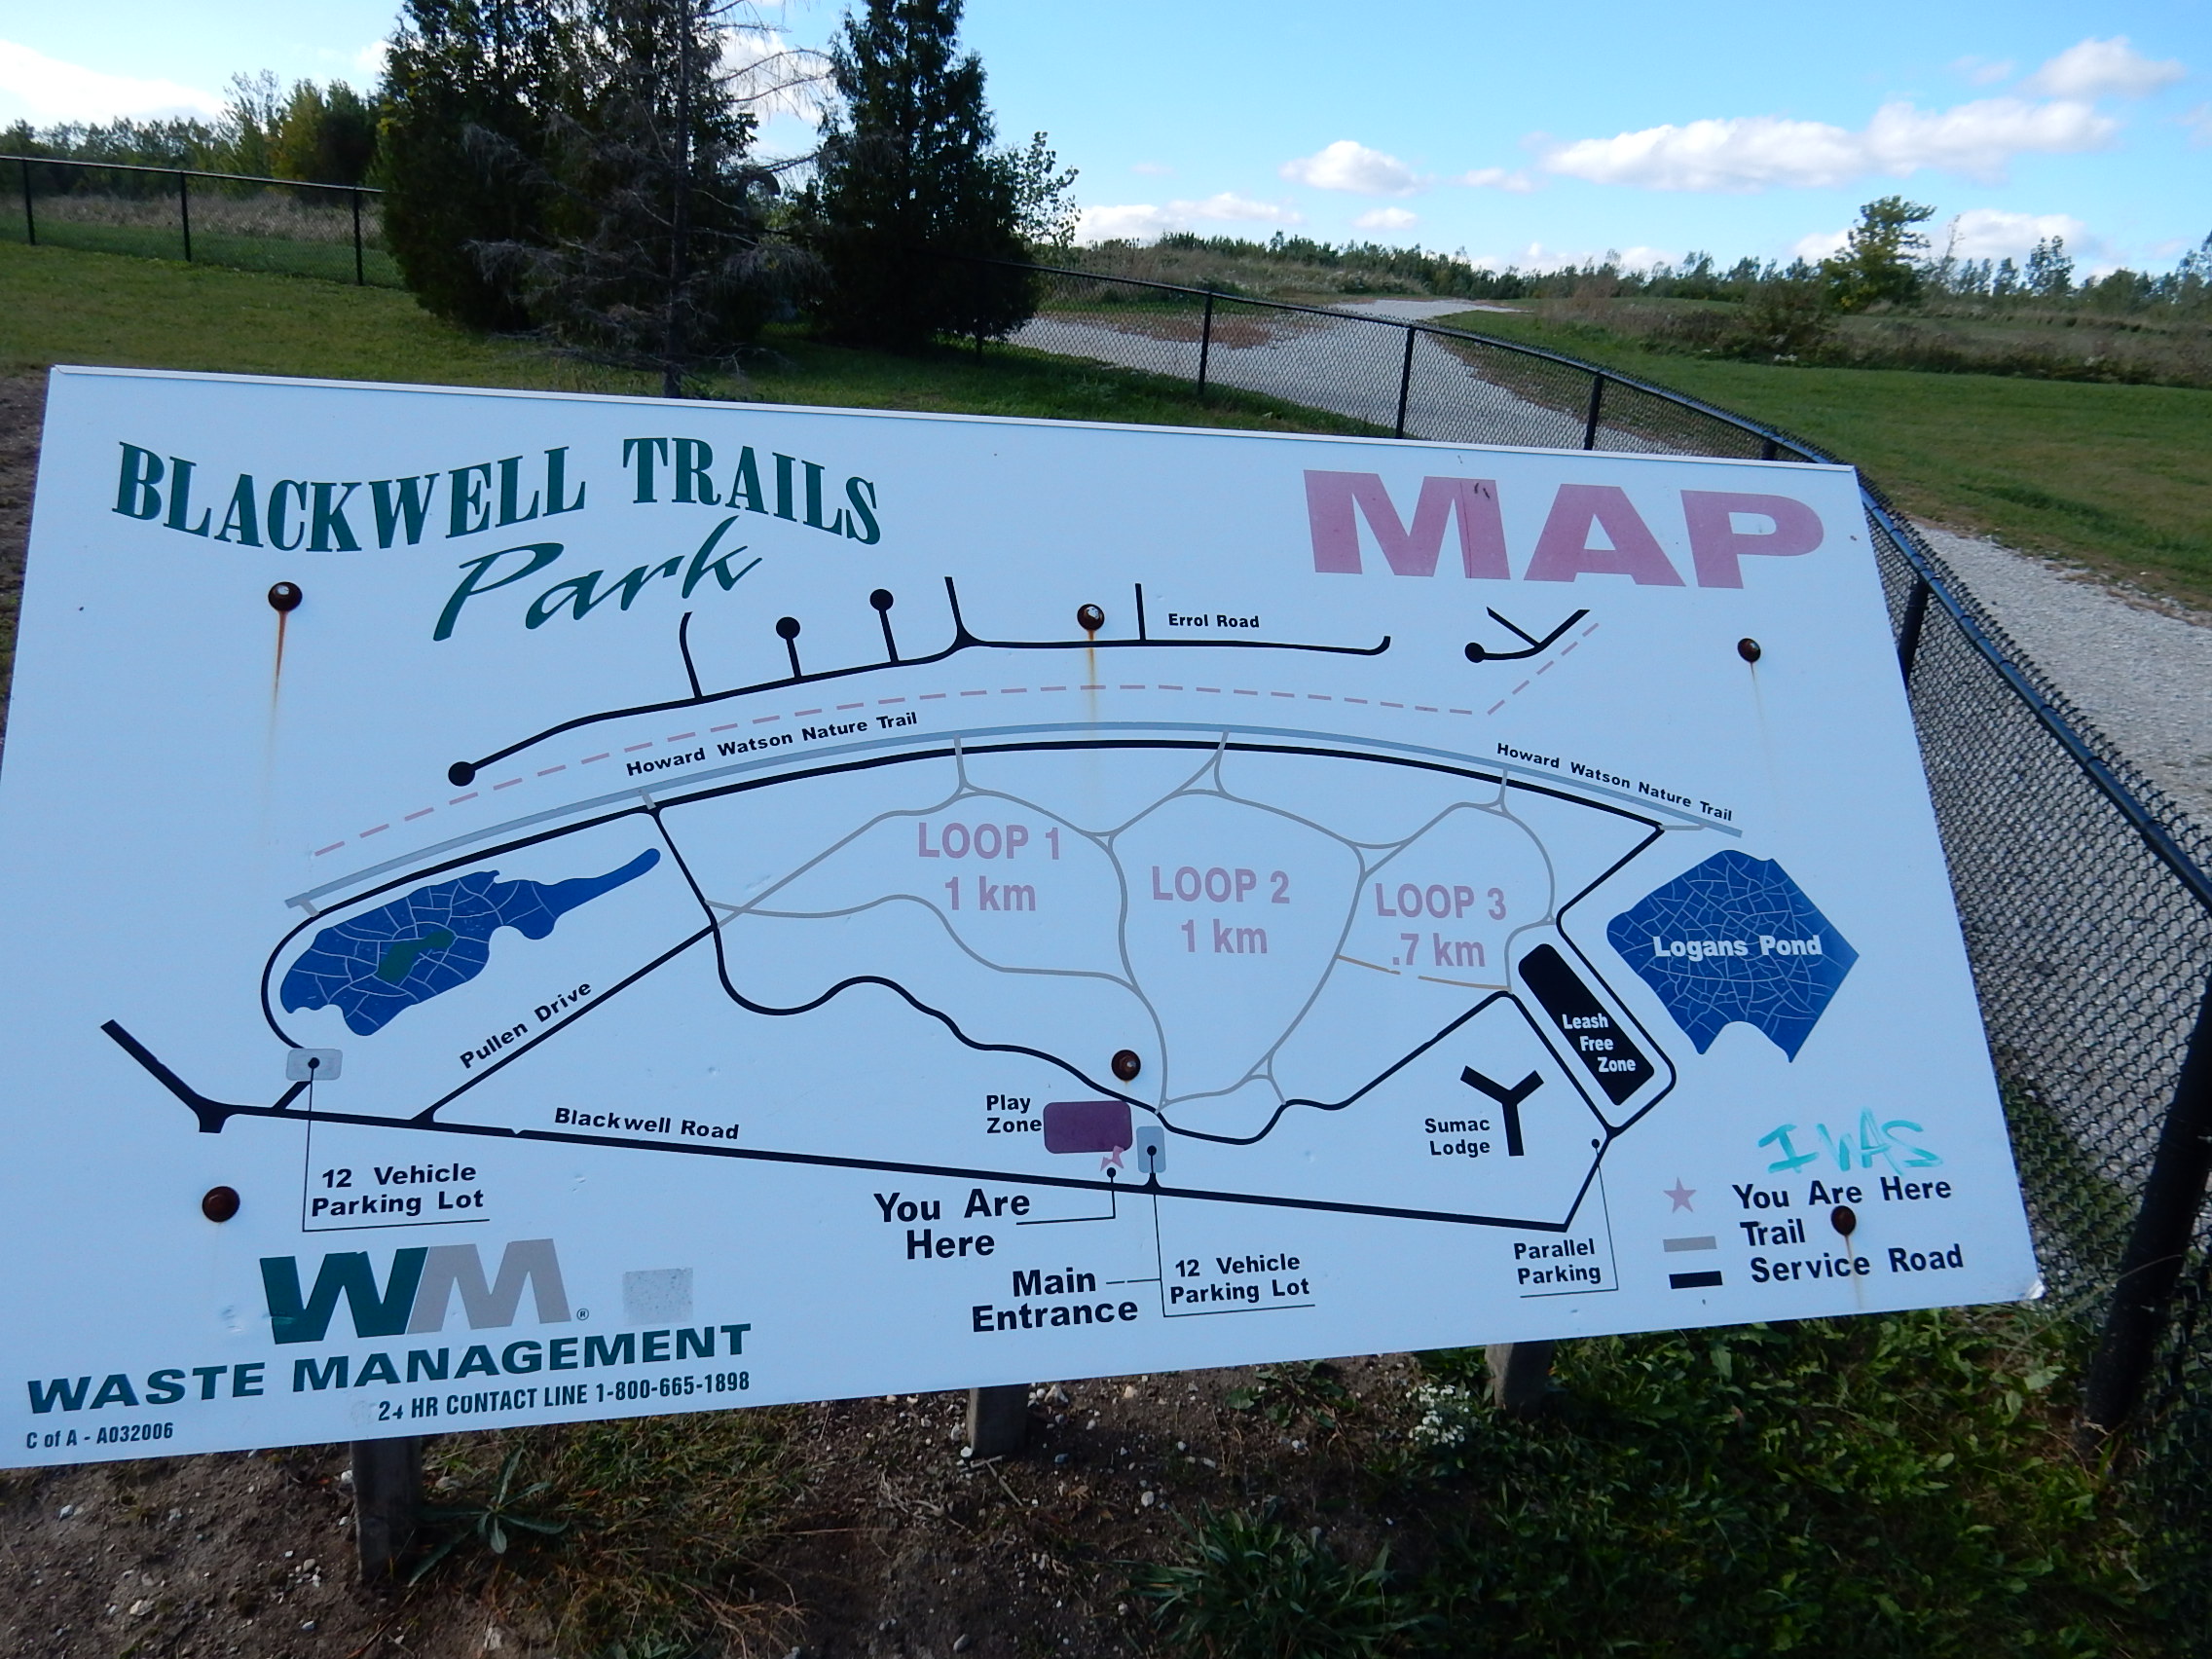 BLACKWELL TRAILS
Park
MAP
Errol Road
Howard Watson Nature Trail
Howard Watson Nature Trail
LOOP 1
1 km
LOOP 2
1 km
LOOP 3
.7 km
Logans Pond
Leash
Free
Zone
Pullen Drive
Blackwell Road
Play
Zone
Sumac
Lodge
12 Vehicle
Parking Lot
You Are
Here
Main
Entrance
12 Vehicle
Parking Lot
Parallel
Parking
I WAS
You Are Here
Trail
Service Road
WM®
WASTE MANAGEMENT
24 HR CONTACT LINE 1-800-665-1898
C of A - A032006